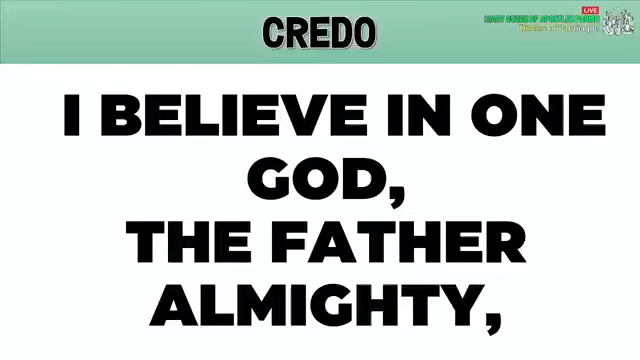 CREDO
LIVE
I BELIEVE IN ONE
GOD,
THE FATHER
ALMIGHTY,